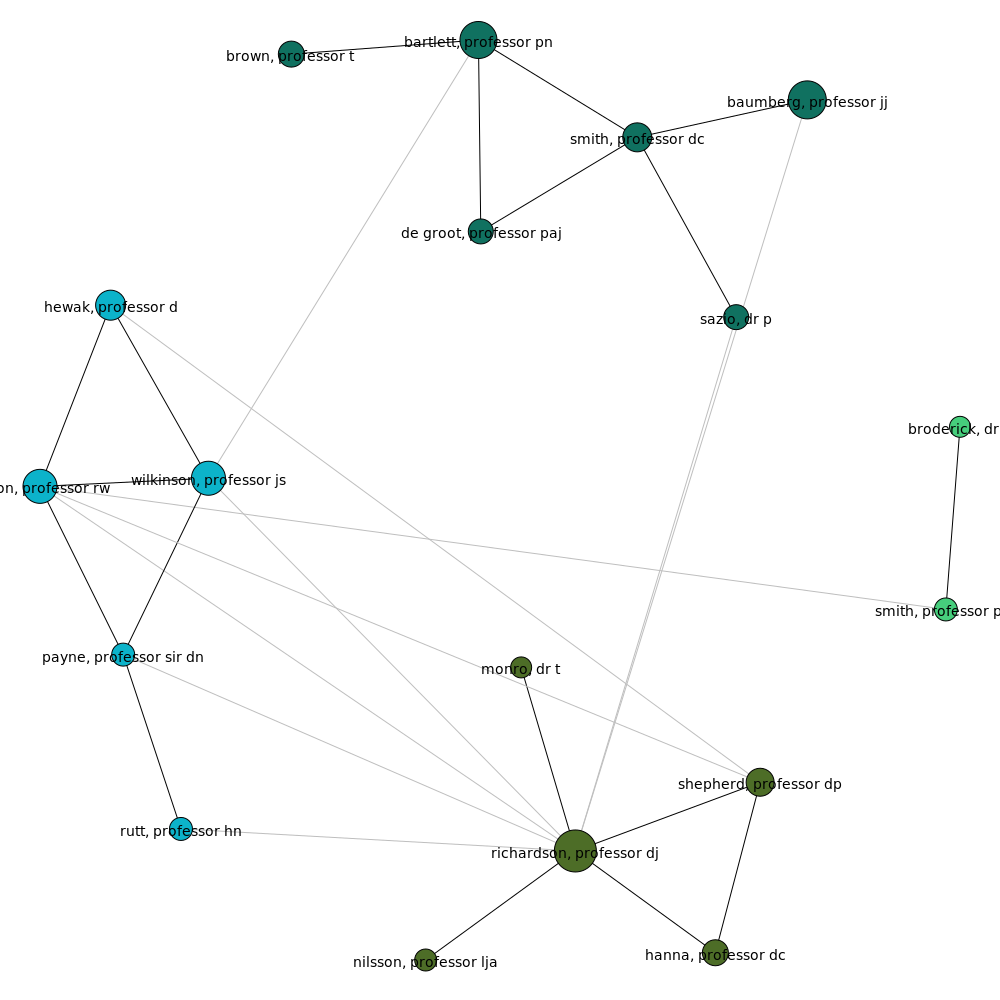 bartlett, professor pn
brown, professor t
baumberg, professor jj
smith, professor dc
de groot, professor paj
hewak, professor d
sazio, dr p
broderick, dr
wilkinson, professor js
on, professor rw
smith, professor p
payne, professor sir dn
monro, dr t
shepherd, professor dp
rutt, professor hn
richardson, professor dj
hanna, professor dc
nilsson, professor lja